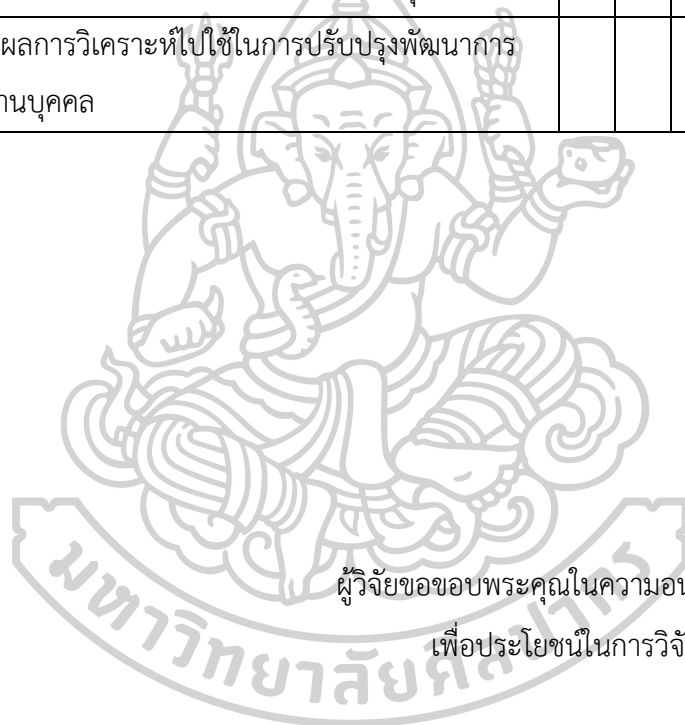 ผลการวิเคราะห์ไปใช้ในการปรับปรุงพัฒนาการ
านบุคคล
ผู้วิจัยขอขอบพระคุณในความอน
เพื่อประโยชน์ในการวิจั
มหาวิทยาลัยศิลปากร